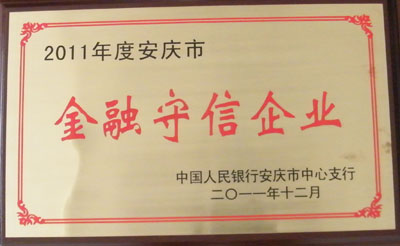 2011年度安庆市
金融守信企业
中国人民银行安庆市中心支行
二〇一一年十二月